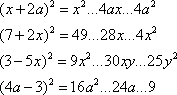 (x+2a)² = x²...4ax...4a²
(7+2x)² = 49...28x...4x²
(3-5x)² = 9x²...30xy...25y²
(4a-3)² = 16a²...24a...9